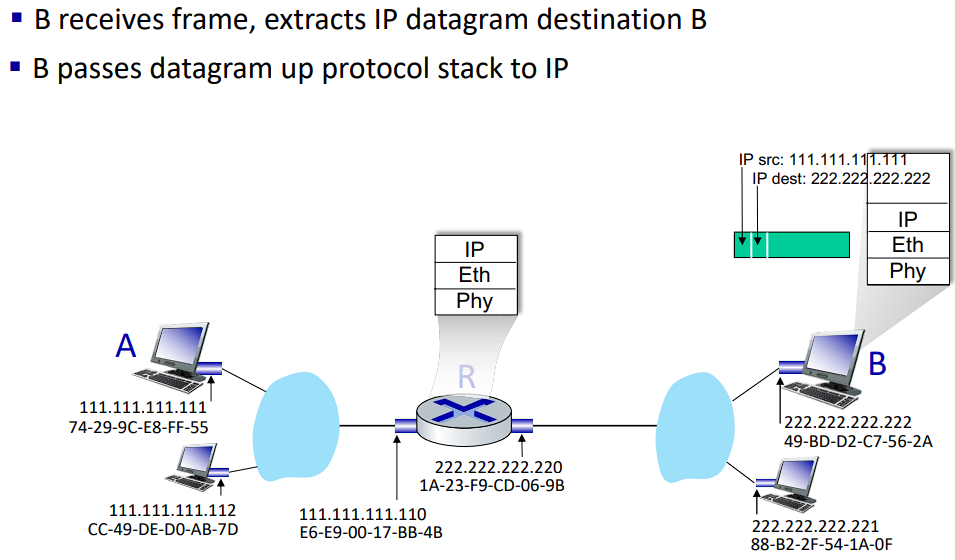 B receives frame, extracts IP datagram destination B
B passes datagram up protocol stack to IP
IP src: 111.111.111.111
IP dest: 222.222.222.222
IP
Eth
Phy
IP
Eth
Phy
A
R
B
111.111.111.111
74-29-9C-E8-FF-55
222.222.222.222
49-BD-D2-C7-56-2A
222.222.222.220
1A-23-F9-CD-06-9B
111.111.111.112
CC-49-DE-D0-AB-7D
111.111.111.110
E6-E9-00-17-BB-4B
222.222.222.221
88-B2-2F-54-1A-0F